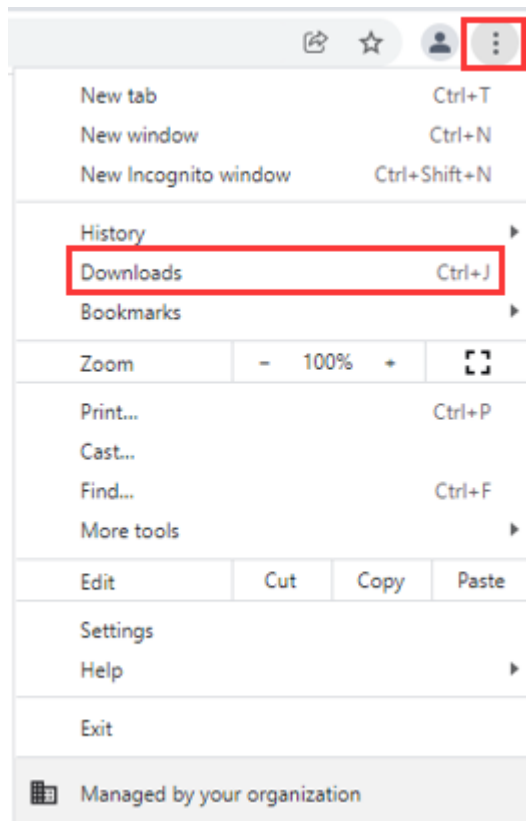 New tab Ctrl+T
New window Ctrl+N
New Incognito window Ctrl+Shift+N
History
Downloads Ctrl+J
Bookmarks
Zoom - 100% +
Print... Ctrl+P
Cast...
Find... Ctrl+F
More tools
Edit Cut Copy Paste
Settings
Help
Exit
Managed by your organization